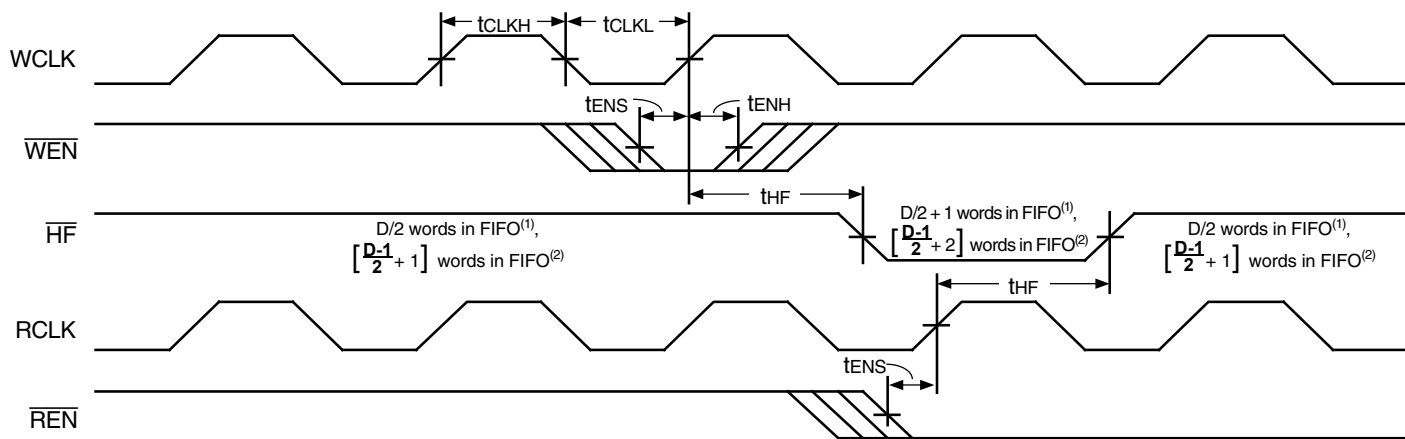 tCLKH tCLKL
WCLK
tENS tENH
WEN
tHF
HF
D/2 words in FIFO(1),
[D-1/2 + 1] words in FIFO(2)
D/2 + 1 words in FIFO(1),
[D-1/2 + 2] words in FIFO(2)
D/2 words in FIFO(1),
[D-1/2 + 1] words in FIFO(2)
tHF
RCLK
tENS
REN